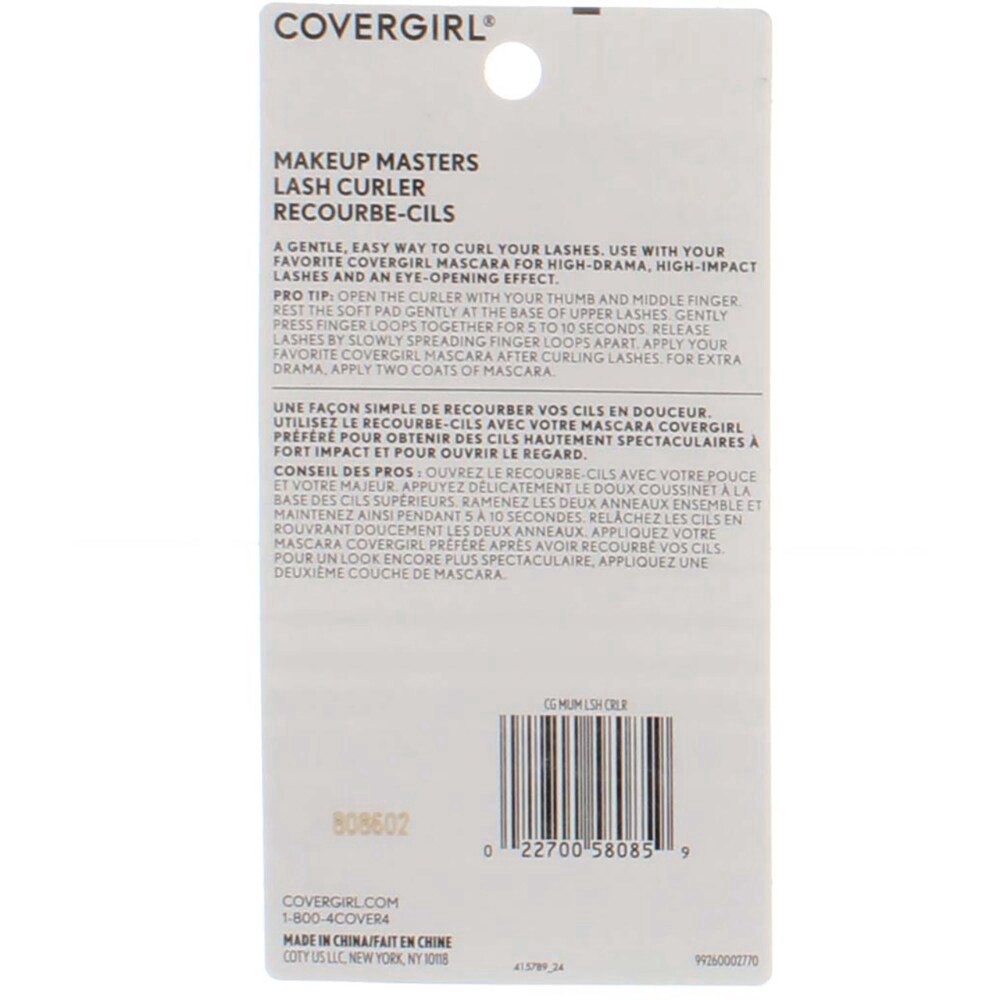 COVERGIRL®
MAKEUP MASTERS
LASH CURLER
RECOURBE-CILS
A GENTLE, EASY WAY TO CURL YOUR LASHES. USE WITH YOUR
FAVORITE COVERGIRL MASCARA FOR HIGH-DRAMA, HIGH-IMPACT
LASHES AND AN EYE-OPENING EFFECT.
PRO TIP: OPEN THE CURLER WITH YOUR THUMB AND MIDDLE FINGER.
REST THE SOFT PAD GENTLY AT THE BASE OF UPPER LASHES. GENTLY
PRESS FINGER LOOPS TOGETHER FOR 5 TO 10 SECONDS. RELEASE
LASHES BY SLOWLY SPREADING FINGER LOOPS APART. APPLY YOUR
FAVORITE COVERGIRL MASCARA AFTER CURLING LASHES. FOR EXTRA
DRAMA, APPLY TWO COATS OF MASCARA.
UNE FAÇON SIMPLE DE RECOURBER VOS CILS EN DOUCEUR.
UTILISEZ LE RECOURBE-CILS AVEC VOTRE MASCARA COVERGIRL
PRÉFÉRÉ POUR OBTENIR DES CILS HAUTEMENT SPECTACULAIRES À
FORT IMPACT ET POUR OUVRIR LE REGARD.
CONSEIL DES PROS : OUVREZ LE RECOURBE-CILS AVEC VOTRE POUCE
ET VOTRE MAJEUR. APPUYEZ DÉLICATEMENT LE DOUX COUSSINET À LA
BASE DES CILS SUPÉRIEURS. RAMENEZ LES DEUX ANNEAUX ENSEMBLE ET
MAINTENEZ AINSI PENDANT 5 À 10 SECONDES. RELÂCHEZ LES CILS EN
ROUVRANT DOUCEMENT LES DEUX ANNEAUX. APPLIQUEZ VOTRE
MASCARA COVERGIRL PRÉFÉRÉ APRÈS AVOIR RECOURBÉ VOS CILS.
POUR UN LOOK ENCORE PLUS SPECTACULAIRE, APPLIQUEZ UNE
DEUXIÈME COUCHE DE MASCARA.
CG MUM LSH CRLR
0 22700 58085 9
808602
COVERGIRL.COM
1-800-4COVER4
MADE IN CHINA/FAIT EN CHINE
COTY US LLC, NEW YORK, NY 10118
415789_24
99260002770